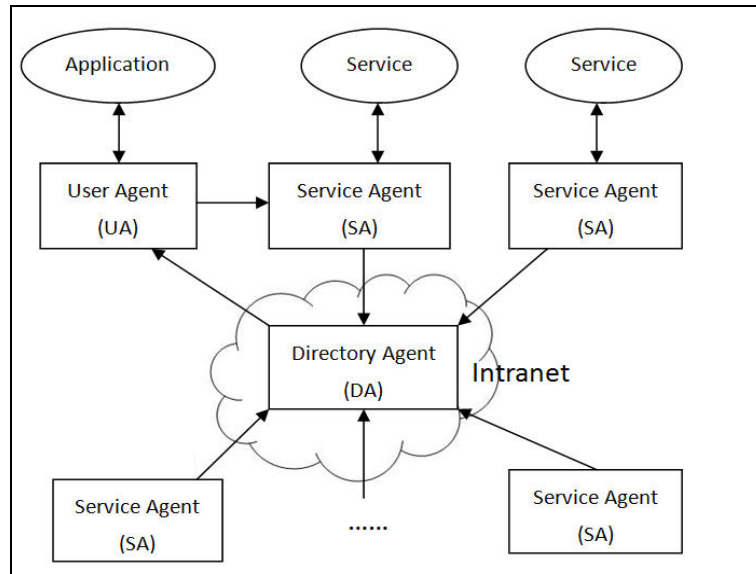 Application
Service
Service
User Agent
(UA)
Service Agent
(SA)
Service Agent
(SA)
Directory Agent
(DA)
Intranet
Service Agent
(SA)
......
Service Agent
(SA)